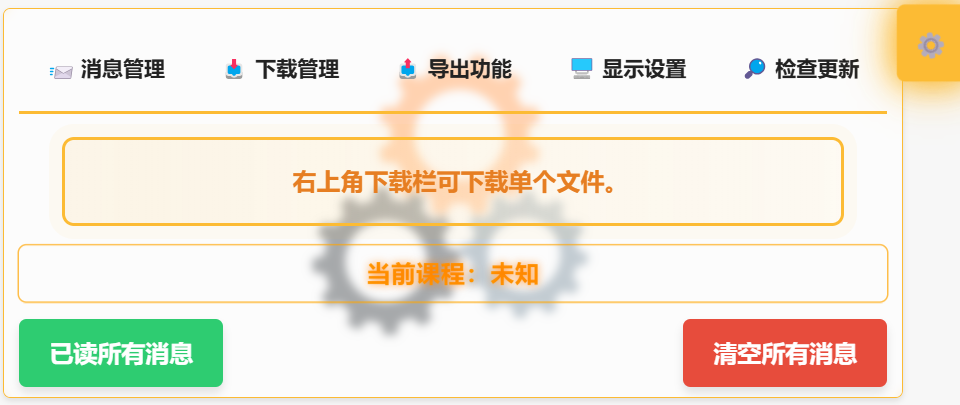 消息管理 下载管理 导出功能 显示设置 检查更新
右上角下载栏可下载单个文件。
当前课程：未知
已读所有消息 清空所有消息